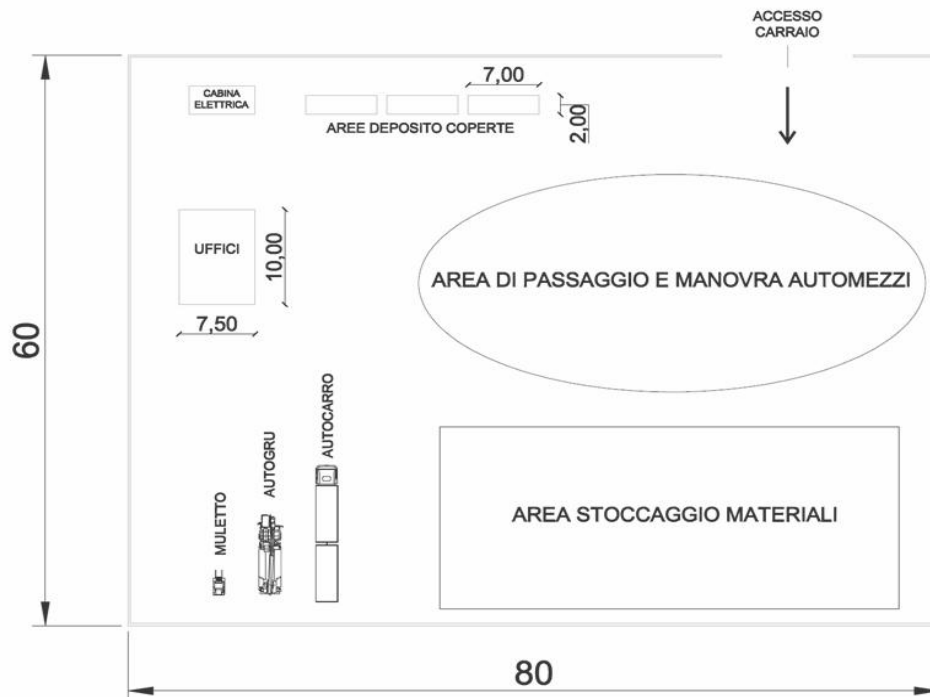 ACCESSO
CARRAIO
7,00
CABINA
ELETTRICA
2,00
AREE DEPOSITO COPERTE
UFFICI
10,00
AREA DI PASSAGGIO E MANOVRA AUTOMEZZI
7,50
60
AUTOCARRO
AUTOGRU
MULETTO
AREA STOCCAGGIO MATERIALI
80